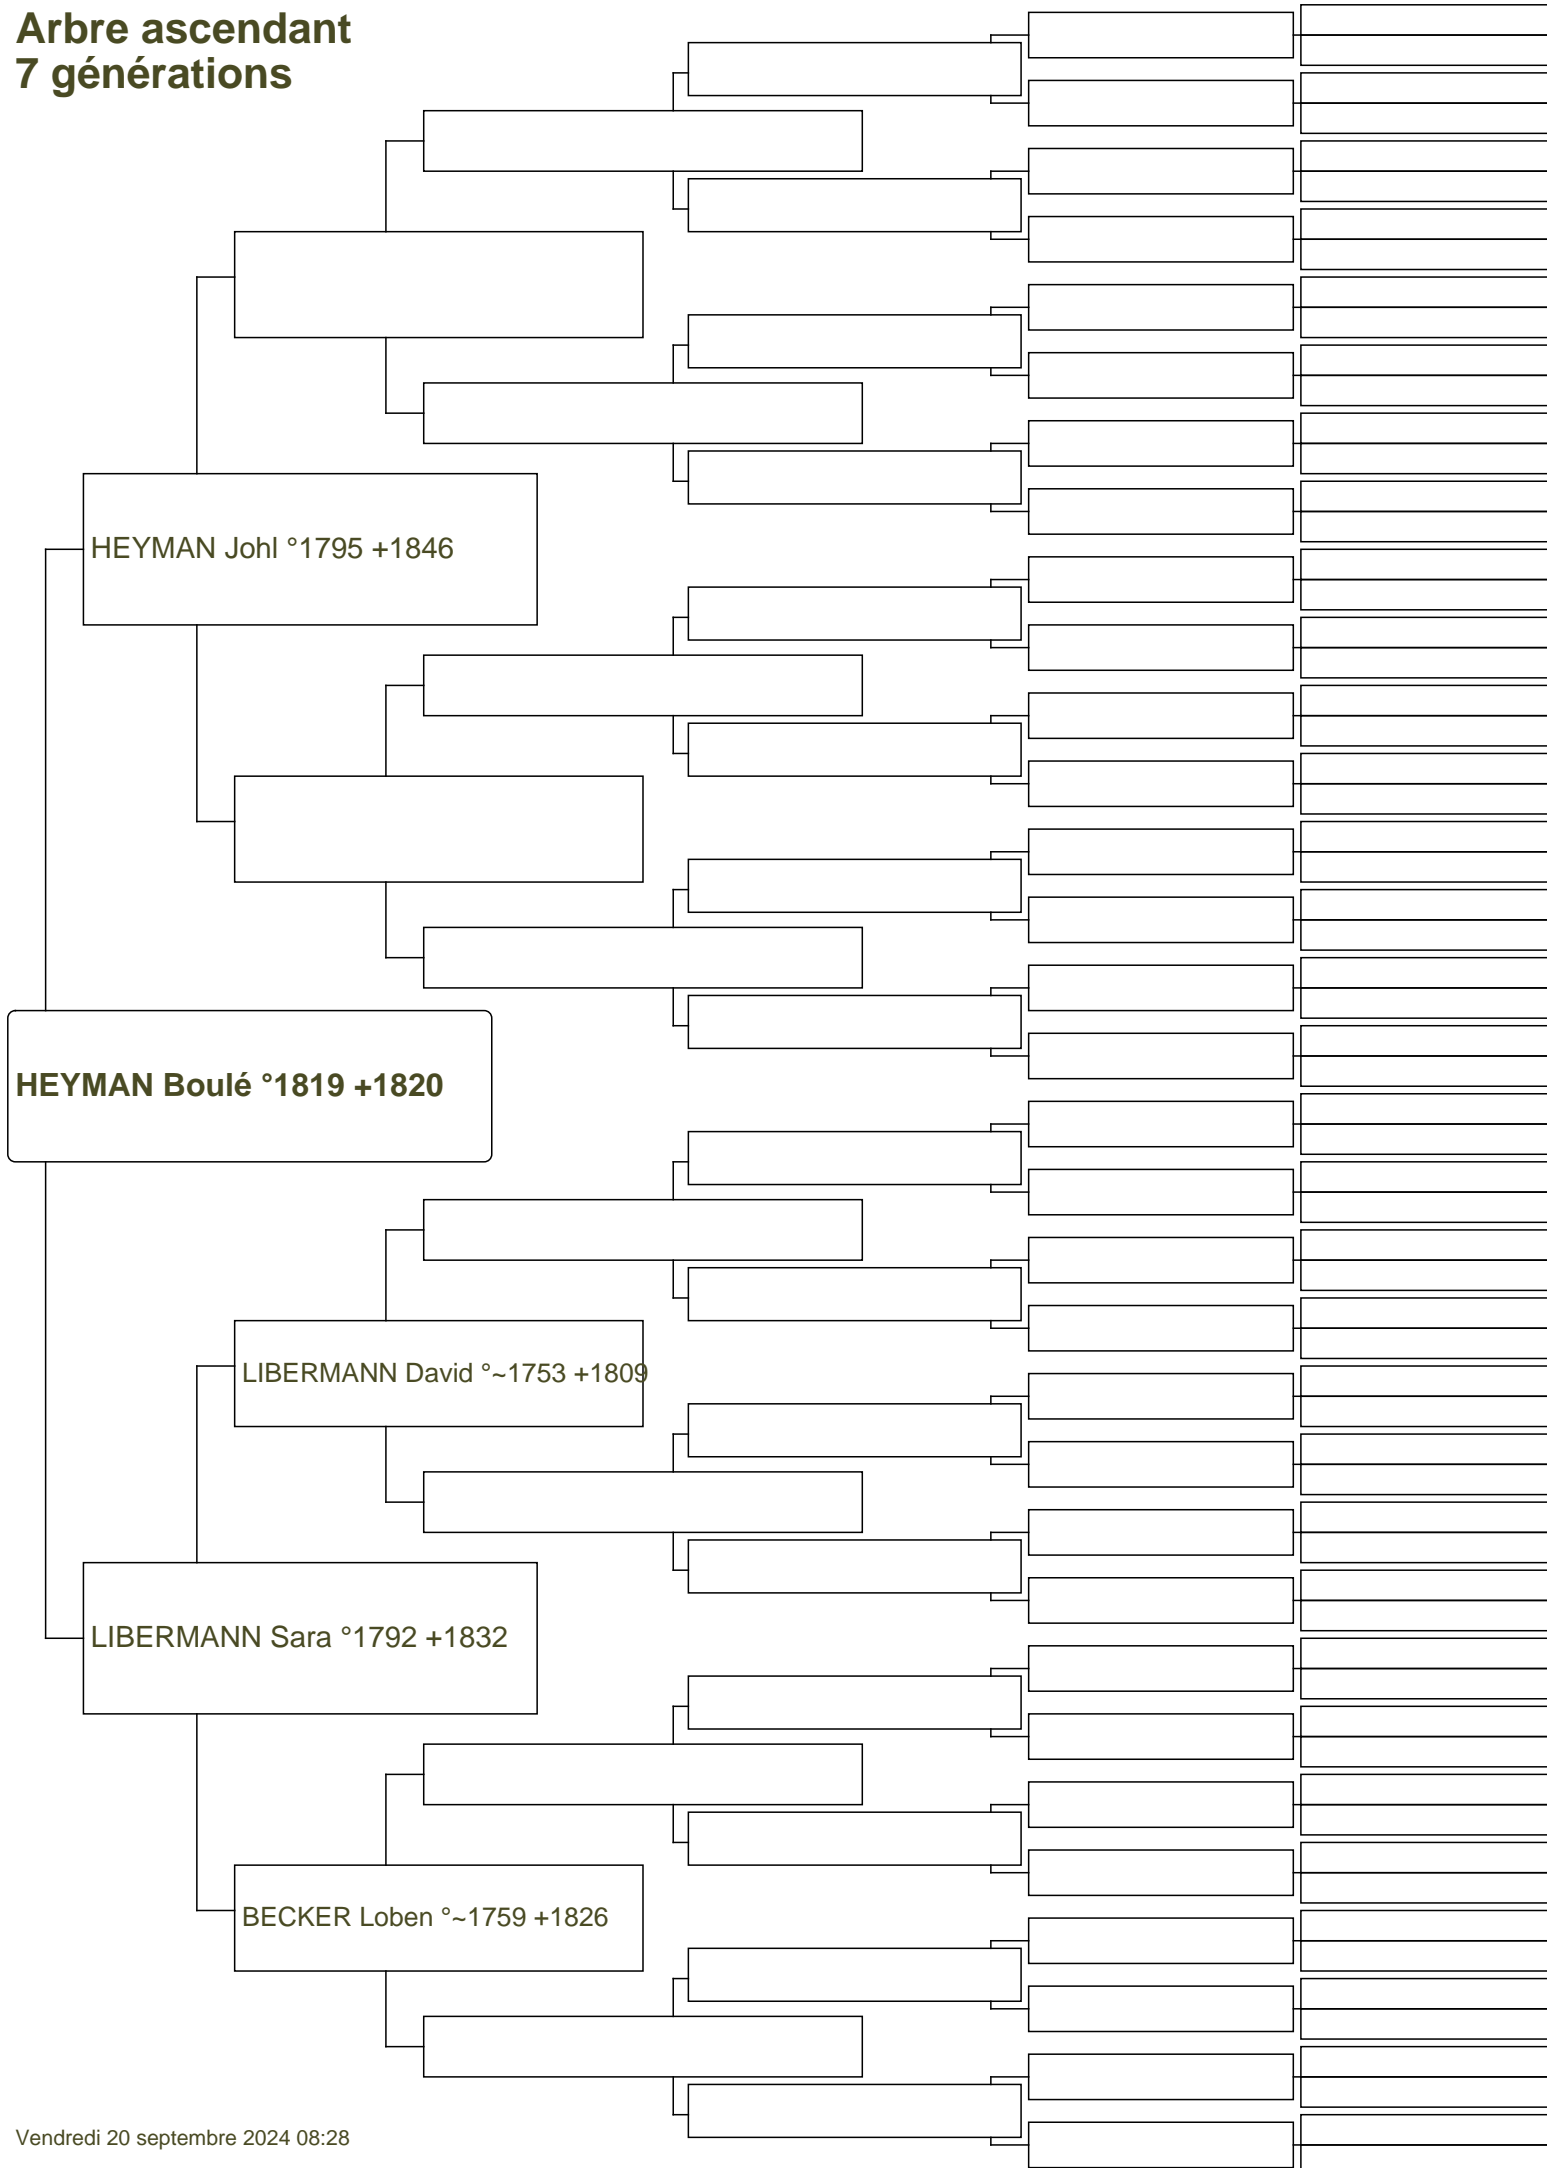 Arbre ascendant
7 générations
HEYMAN Johl °1795 +1846
HEYMAN Boulé °1819 +1820
LIBERMANN David °~1753 +1809
LIBERMANN Sara °1792 +1832
BECKER Loben °~1759 +1826
Vendredi 20 septembre 2024 08:28